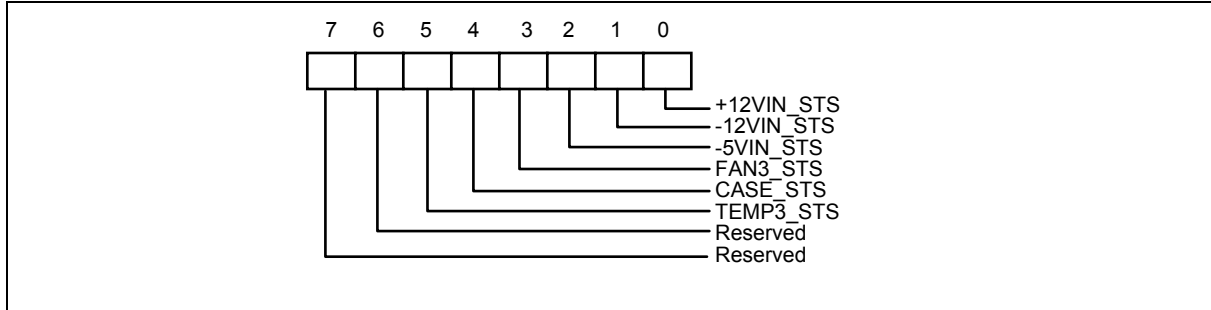 7 6 5 4 3 2 1 0
+12VIN_STS
-12VIN_STS
-5VIN_STS
FAN3_STS
CASE_STS
TEMP3_STS
Reserved
Reserved